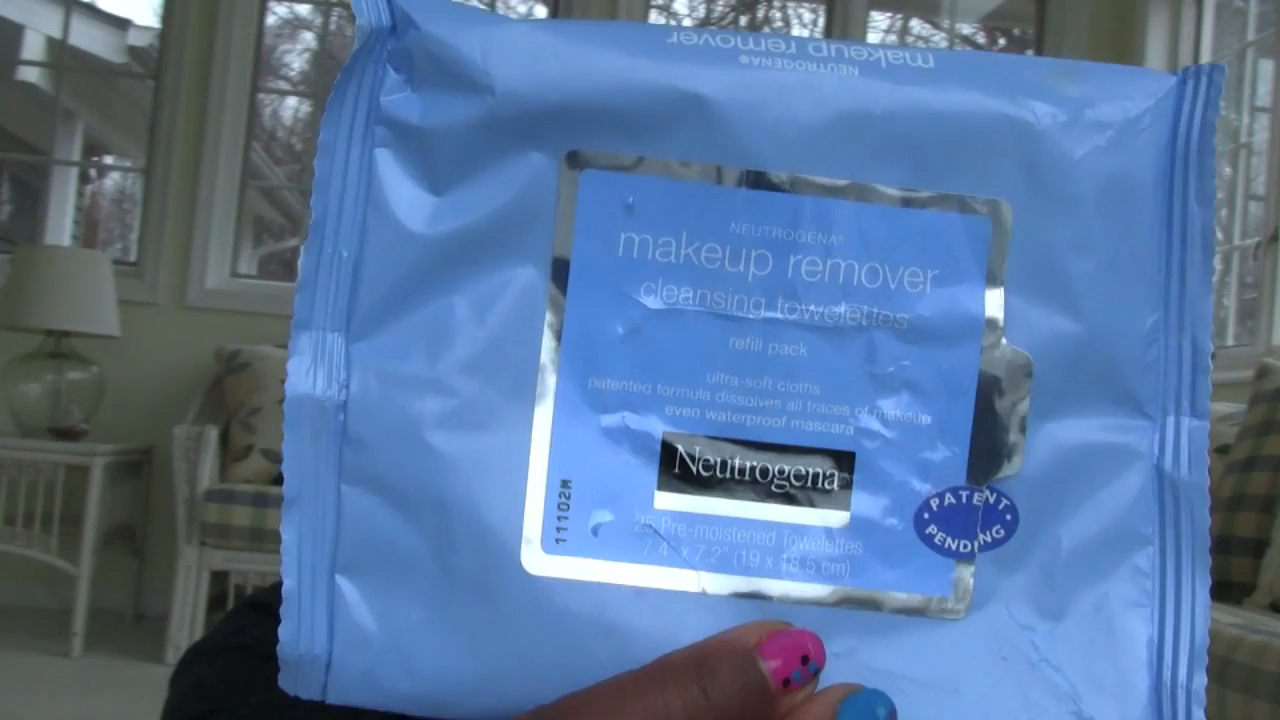 makeup remover
NEUTROGENA®
NEUTROGENA®
makeup remover
cleansing towelettes
refill pack
ultra-soft cloths
patented formula dissolves all traces of makeup
even waterproof mascara
Neutrogena
11102M
25 Pre-moistened Towelettes
7.4" x 7.2" (19 x 18.5 cm)
PATENT
PENDING